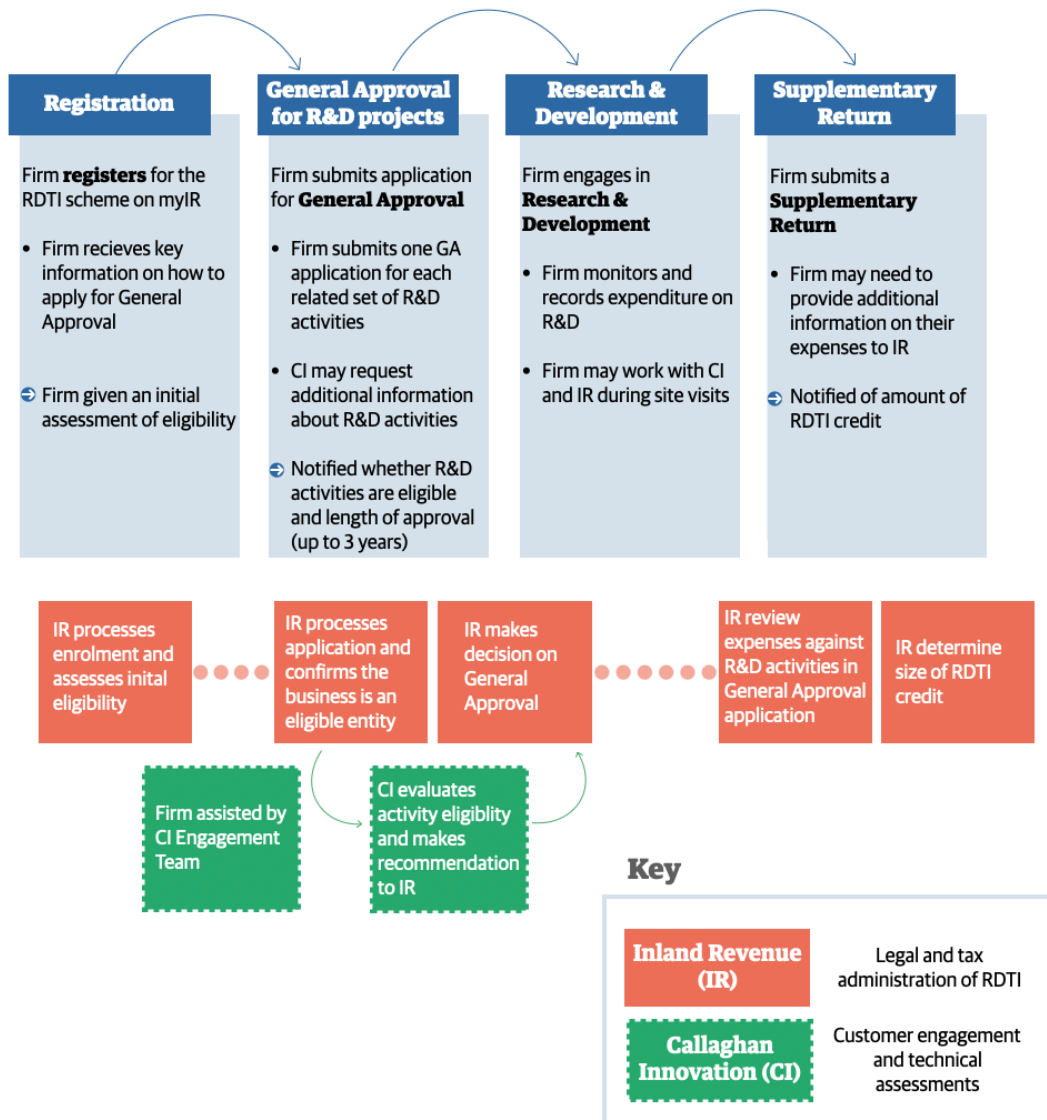 Registration
Firm registers for the
RDTI scheme on myIR
• Firm recieves key
information on how to
apply for General
Approval
Firm given an initial
assessment of eligibility
General Approval
for R&D projects
Firm submits application
for General Approval
• Firm submits one GA
application for each
related set of R&D
activities
• CI may request
additional information
about R&D activities
Notified whether R&D
activities are eligible
and length of approval
(up to 3 years)
Research &
Development
Firm engages in
Research &
Development
• Firm monitors and
records expenditure on
R&D
• Firm may work with CI
and IR during site visits
Supplementary
Return
Firm submits a
Supplementary
Return
• Firm may need to
provide additional
information on their
expenses to IR
Notified of amount of
RDTI credit
IR processes
enrolment and
assesses inital
eligibility
IR processes
application and
confirms the
business is an
eligible entity
IR makes
decision on
General
Approval
IR review
expenses against
R&D activities in
General Approval
application
IR determine
size of RDTI
credit
Firm assisted by
CI Engagement
Team
CI evaluates
activity eligiblity
and makes
recommendation
to IR
Key
Inland Revenue
(IR)
Legal and tax
administration of RDTI
Callaghan
Innovation (CI)
Customer engagement
and technical
assessments